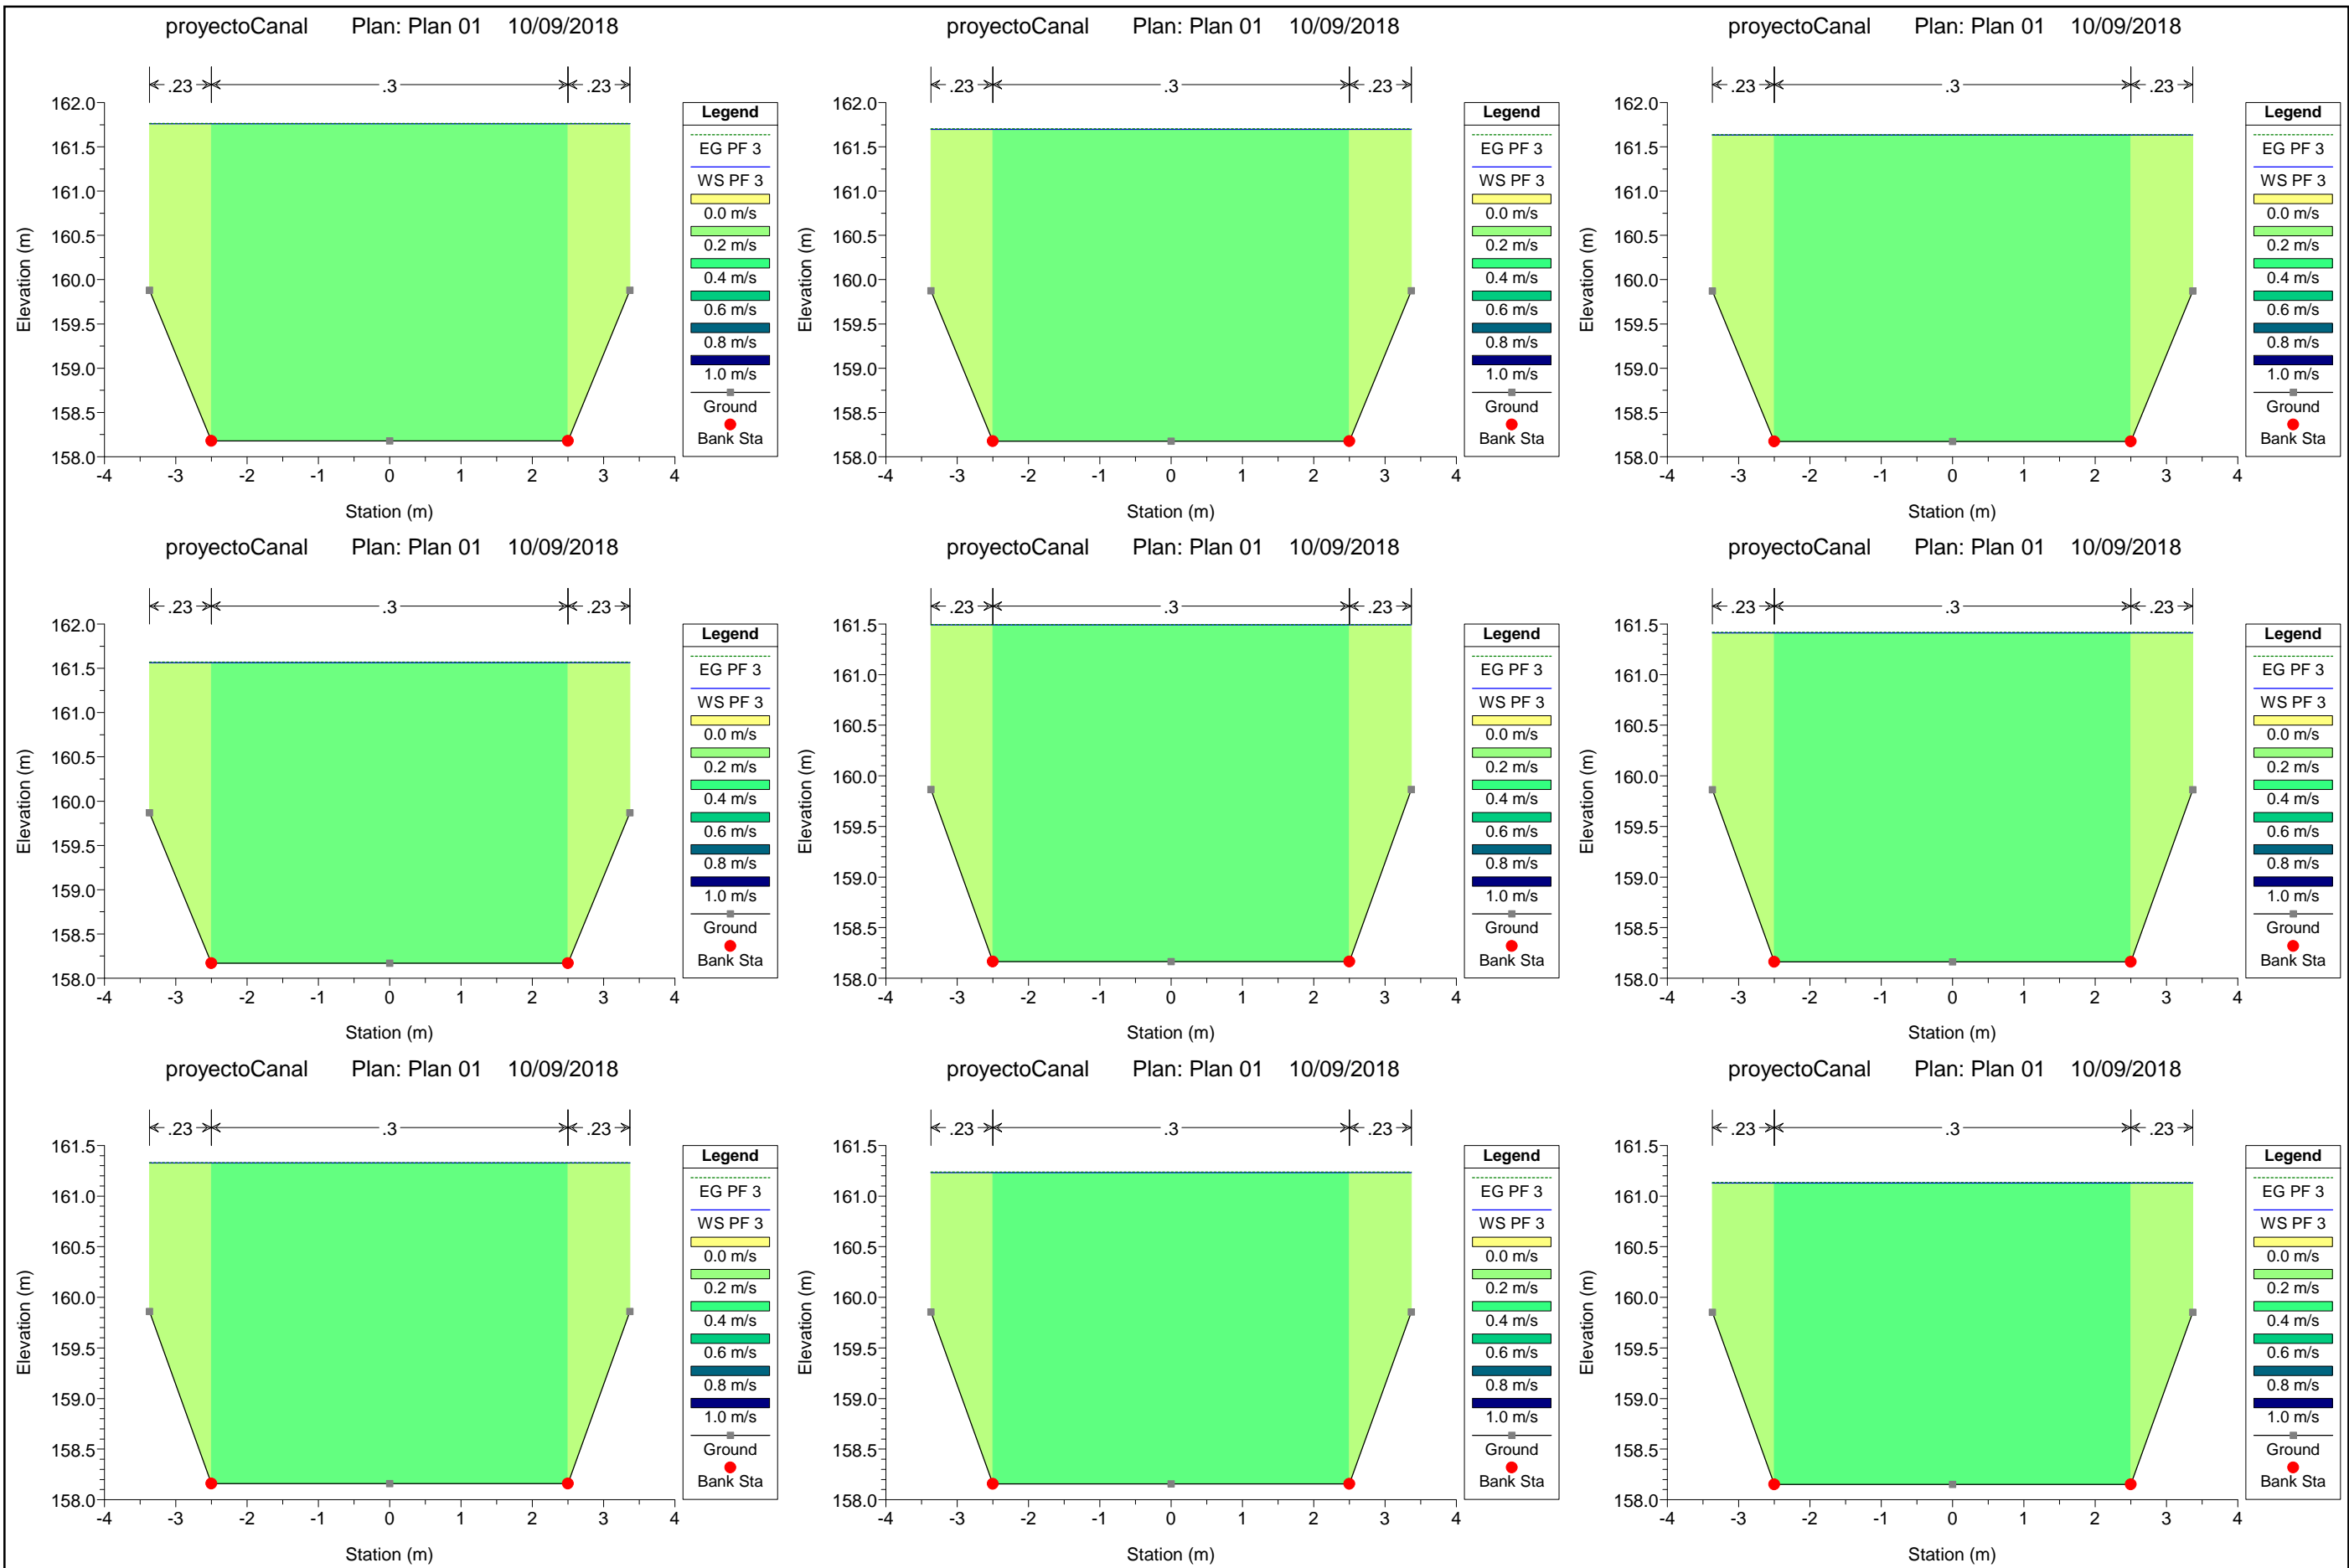 proyectoCanal Plan: Plan 01 10/09/2018
.23 .3 .23
162.0
161.5
161.0
160.5
160.0
159.5
159.0
158.5
158.0
Elevation (m)
-4 -3 -2 -1 0 1 2 3 4
Station (m)
Legend
EG PF 3
WS PF 3
0.0 m/s
0.2 m/s
0.4 m/s
0.6 m/s
0.8 m/s
1.0 m/s
Ground
Bank Sta
proyectoCanal Plan: Plan 01 10/09/2018
.23 .3 .23
162.0
161.5
161.0
160.5
160.0
159.5
159.0
158.5
158.0
Elevation (m)
-4 -3 -2 -1 0 1 2 3 4
Station (m)
Legend
EG PF 3
WS PF 3
0.0 m/s
0.2 m/s
0.4 m/s
0.6 m/s
0.8 m/s
1.0 m/s
Ground
Bank Sta
proyectoCanal Plan: Plan 01 10/09/2018
.23 .3 .23
162.0
161.5
161.0
160.5
160.0
159.5
159.0
158.5
158.0
Elevation (m)
-4 -3 -2 -1 0 1 2 3 4
Station (m)
Legend
EG PF 3
WS PF 3
0.0 m/s
0.2 m/s
0.4 m/s
0.6 m/s
0.8 m/s
1.0 m/s
Ground
Bank Sta
proyectoCanal Plan: Plan 01 10/09/2018
.23 .3 .23
162.0
161.5
161.0
160.5
160.0
159.5
159.0
158.5
158.0
Elevation (m)
-4 -3 -2 -1 0 1 2 3 4
Station (m)
Legend
EG PF 3
WS PF 3
0.0 m/s
0.2 m/s
0.4 m/s
0.6 m/s
0.8 m/s
1.0 m/s
Ground
Bank Sta
proyectoCanal Plan: Plan 01 10/09/2018
.23 .3 .23
161.5
161.0
160.5
160.0
159.5
159.0
158.5
158.0
Elevation (m)
-4 -3 -2 -1 0 1 2 3 4
Station (m)
Legend
EG PF 3
WS PF 3
0.0 m/s
0.2 m/s
0.4 m/s
0.6 m/s
0.8 m/s
1.0 m/s
Ground
Bank Sta
proyectoCanal Plan: Plan 01 10/09/2018
.23 .3 .23
161.5
161.0
160.5
160.0
159.5
159.0
158.5
158.0
Elevation (m)
-4 -3 -2 -1 0 1 2 3 4
Station (m)
Legend
EG PF 3
WS PF 3
0.0 m/s
0.2 m/s
0.4 m/s
0.6 m/s
0.8 m/s
1.0 m/s
Ground
Bank Sta
proyectoCanal Plan: Plan 01 10/09/2018
.23 .3 .23
161.5
161.0
160.5
160.0
159.5
159.0
158.5
158.0
Elevation (m)
-4 -3 -2 -1 0 1 2 3 4
Station (m)
Legend
EG PF 3
WS PF 3
0.0 m/s
0.2 m/s
0.4 m/s
0.6 m/s
0.8 m/s
1.0 m/s
Ground
Bank Sta
proyectoCanal Plan: Plan 01 10/09/2018
.23 .3 .23
161.5
161.0
160.5
160.0
159.5
159.0
158.5
158.0
Elevation (m)
-4 -3 -2 -1 0 1 2 3 4
Station (m)
Legend
EG PF 3
WS PF 3
0.0 m/s
0.2 m/s
0.4 m/s
0.6 m/s
0.8 m/s
1.0 m/s
Ground
Bank Sta
proyectoCanal Plan: Plan 01 10/09/2018
.23 .3 .23
161.5
161.0
160.5
160.0
159.5
159.0
158.5
158.0
Elevation (m)
-4 -3 -2 -1 0 1 2 3 4
Station (m)
Legend
EG PF 3
WS PF 3
0.0 m/s
0.2 m/s
0.4 m/s
0.6 m/s
0.8 m/s
1.0 m/s
Ground
Bank Sta